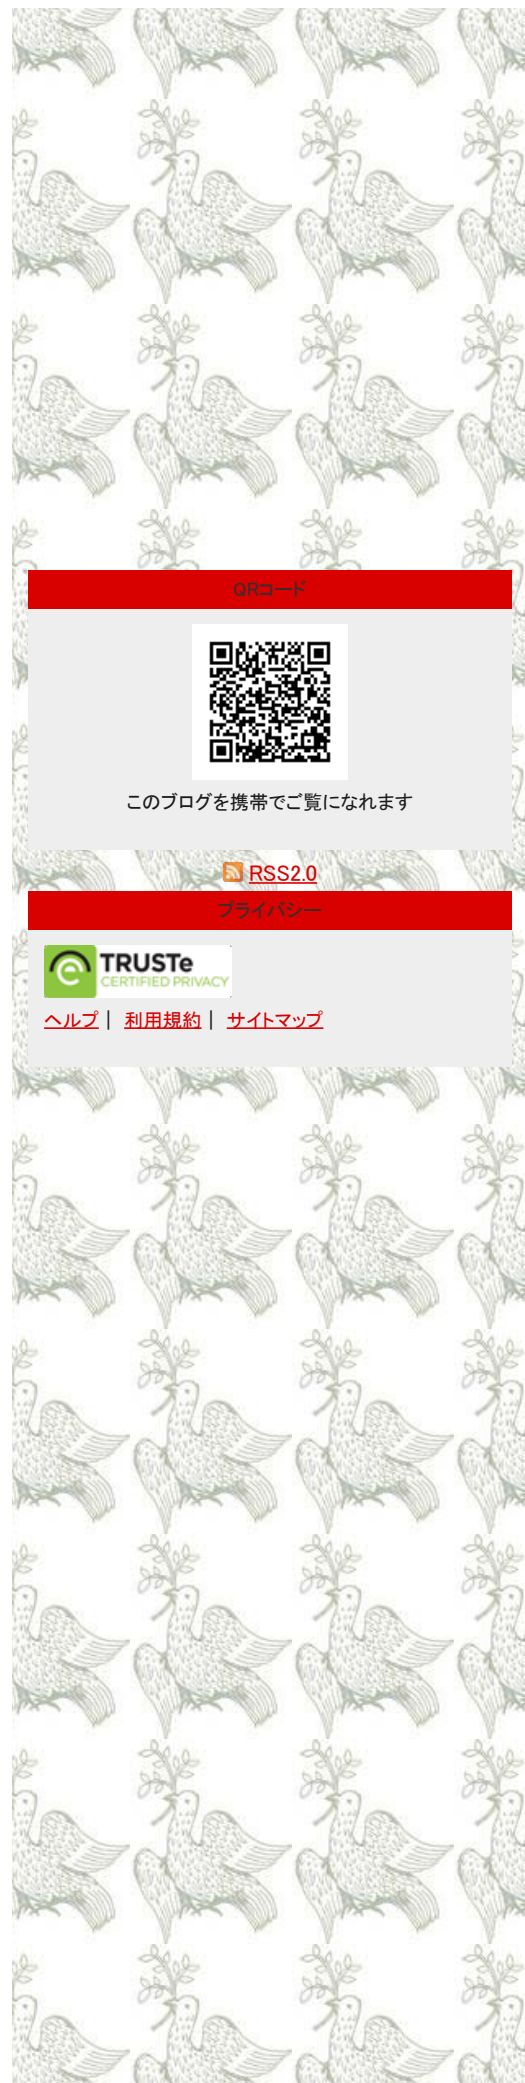 QRコード
このブログを携帯でご覧になれます
RSS2.0
プライバシー
TRUSTe
CERTIFIED PRIVACY
ヘルプ | 利用規約 | サイトマップ